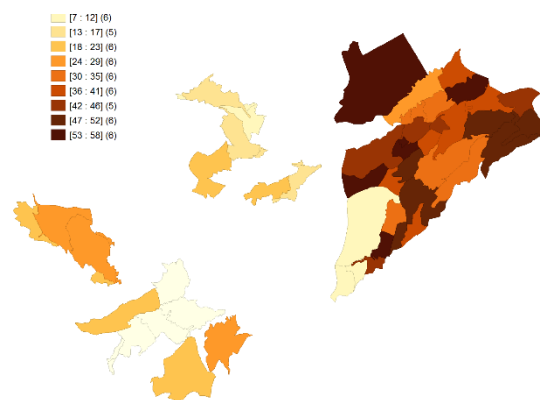 [7 : 12] (6)
[13 : 17] (5)
[18 : 23] (6)
[24 : 29] (6)
[30 : 35] (6)
[36 : 41] (6)
[42 : 46] (5)
[47 : 52] (6)
[53 : 58] (6)